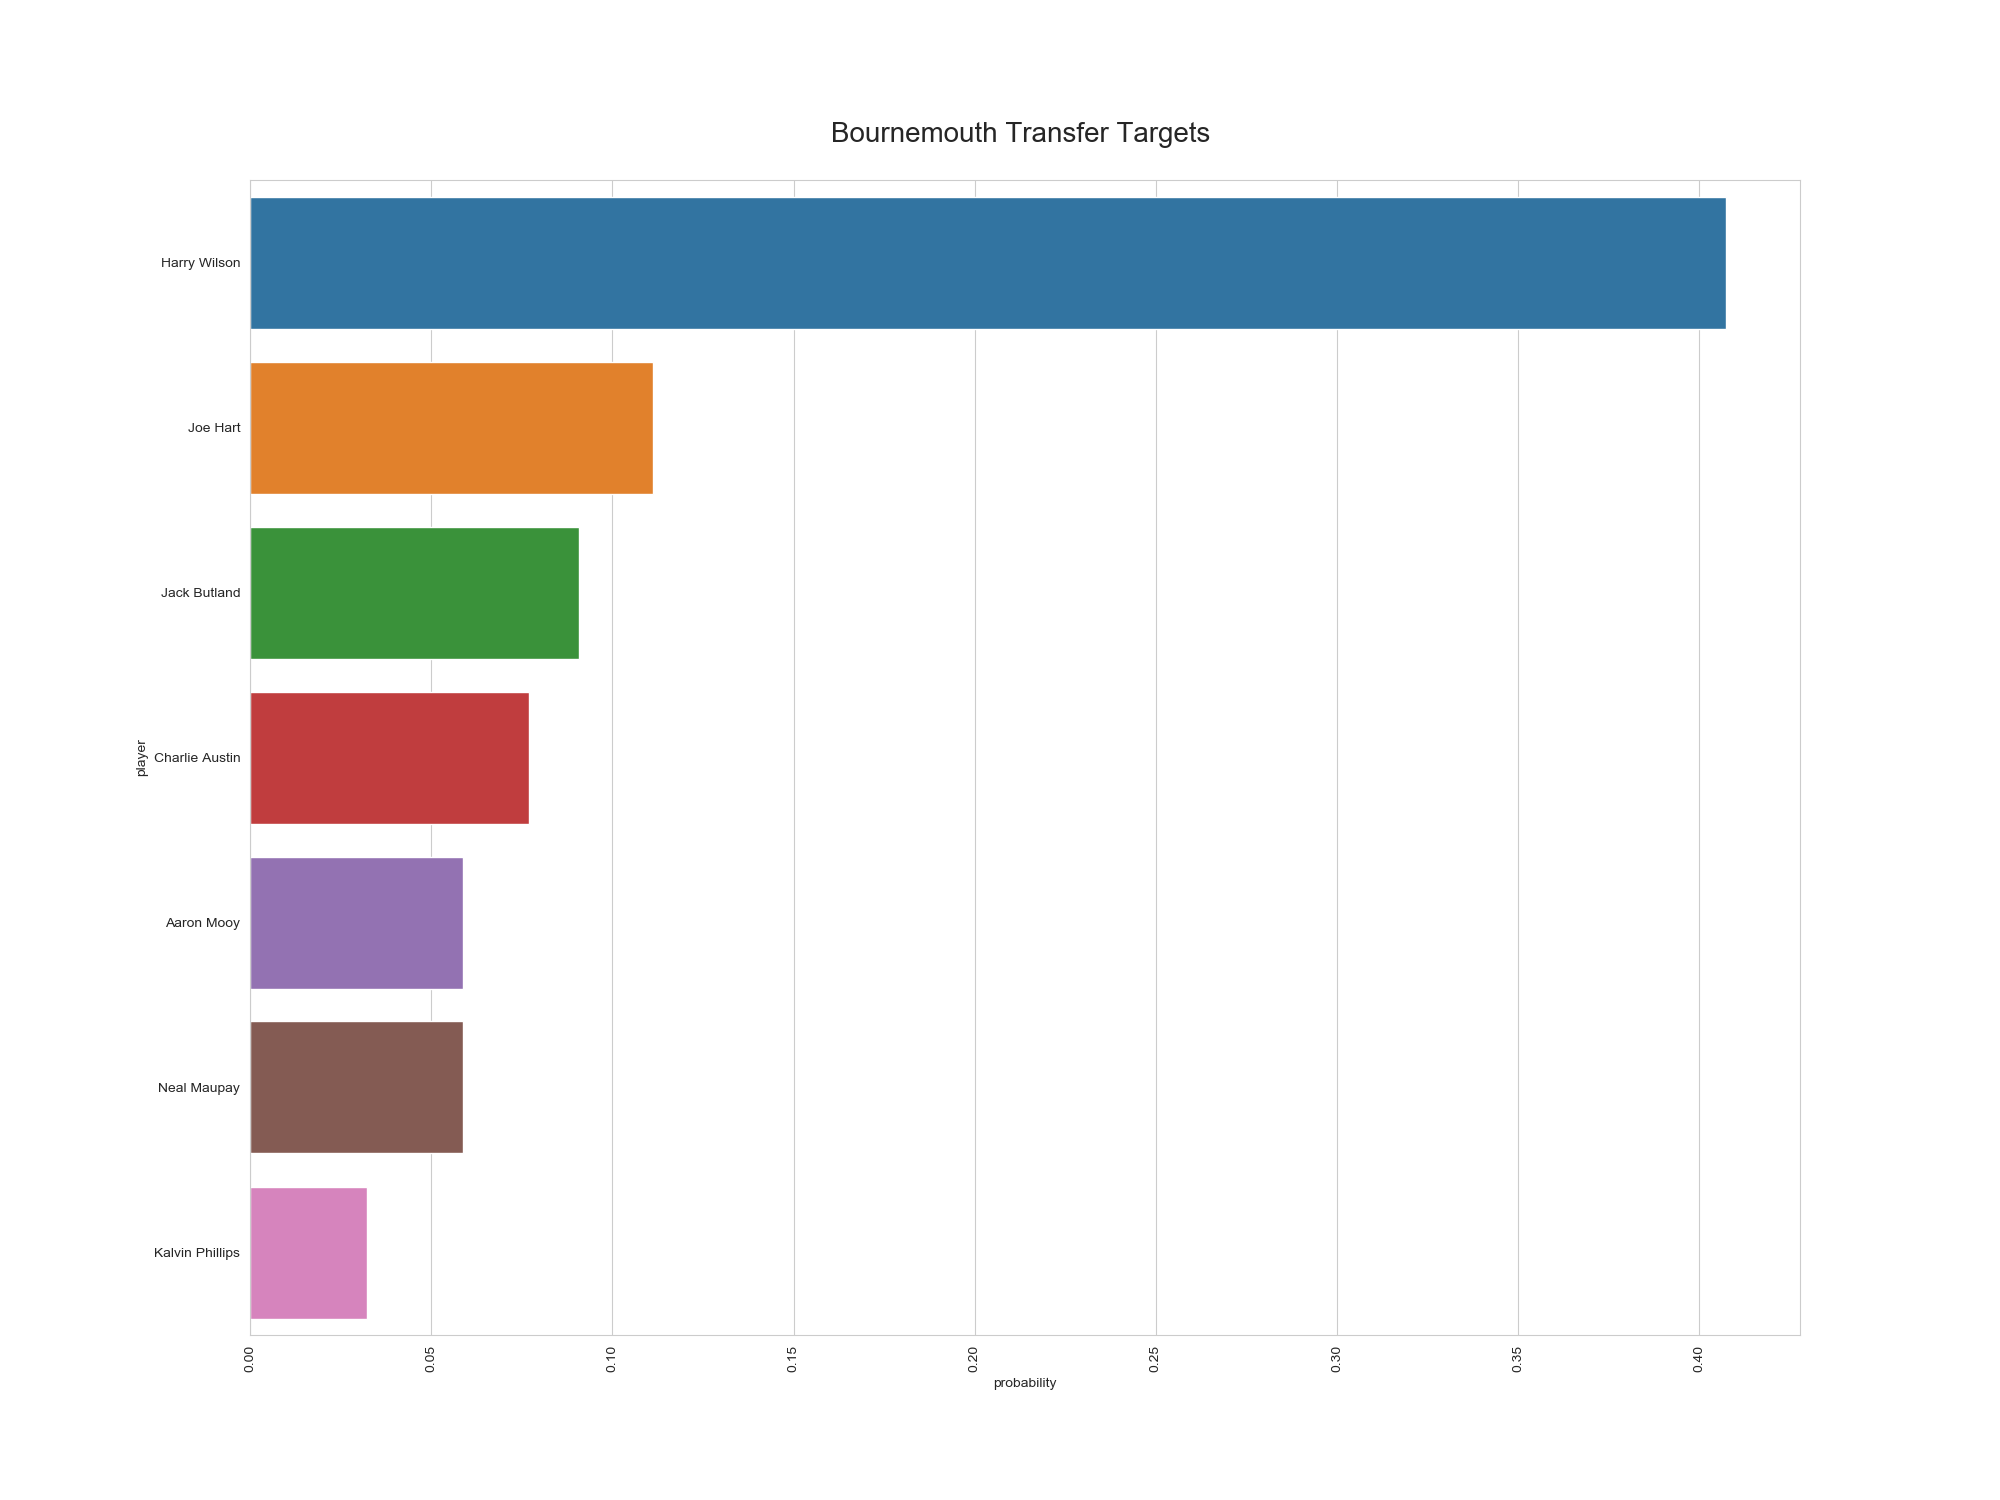 Bournemouth Transfer Targets
player
Harry Wilson
Joe Hart
Jack Butland
Charlie Austin
Aaron Mooy
Neal Maupay
Kalvin Phillips
0.00 0.05 0.10 0.15 0.20 0.25 0.30 0.35 0.40
probability